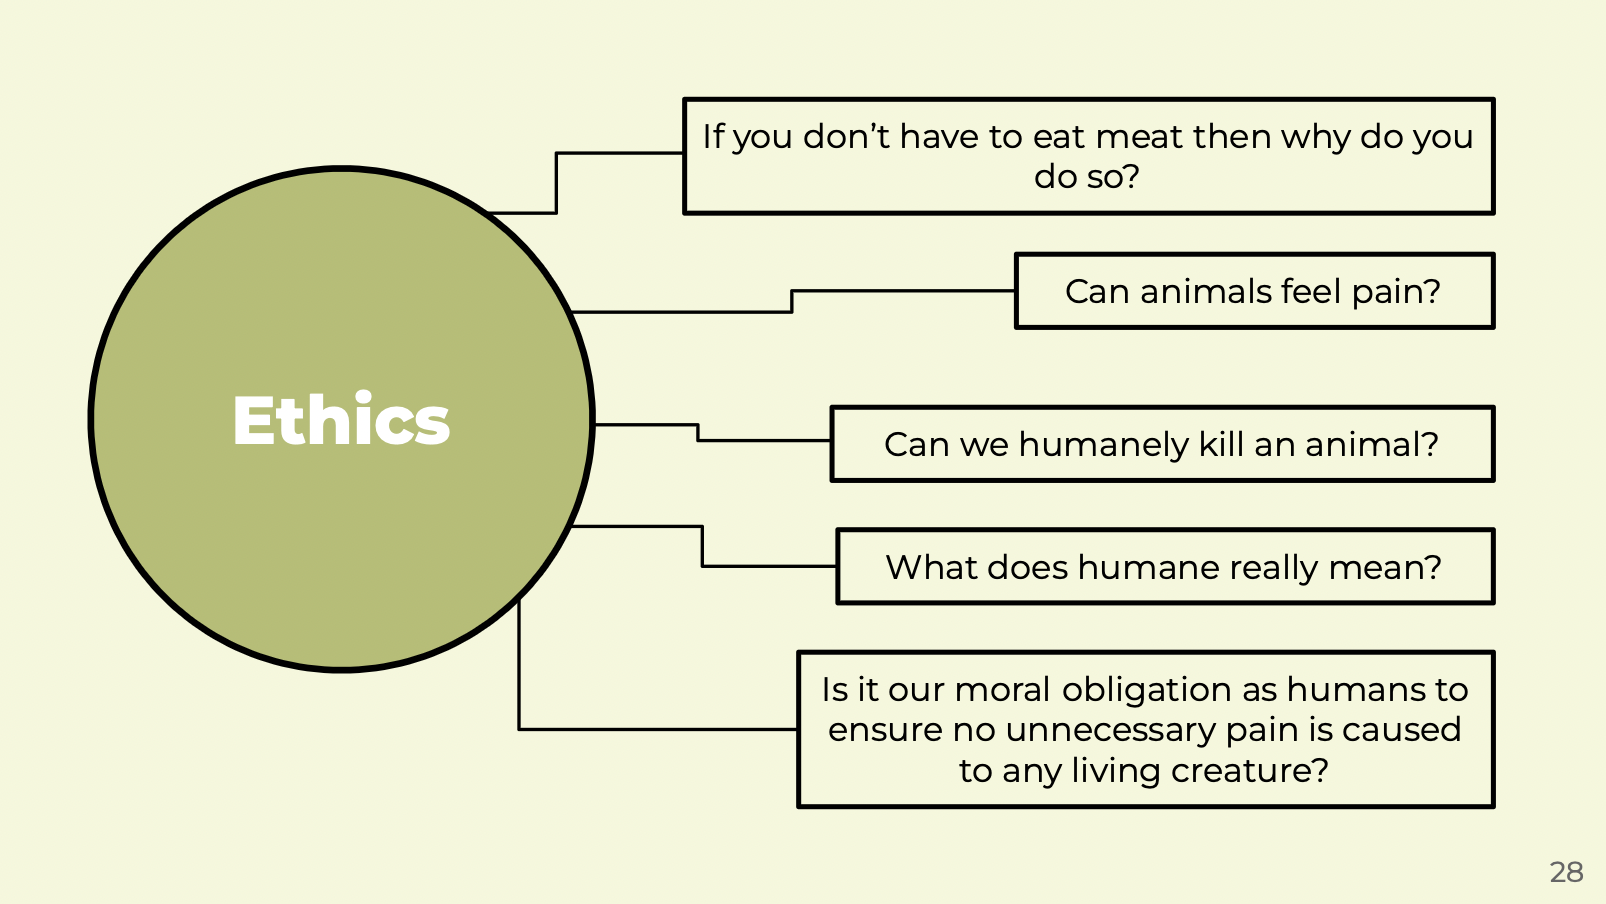 Ethics
If you don’t have to eat meat then why do you
do so?
Can animals feel pain?
Can we humanely kill an animal?
What does humane really mean?
Is it our moral obligation as humans to
ensure no unnecessary pain is caused
to any living creature?
28